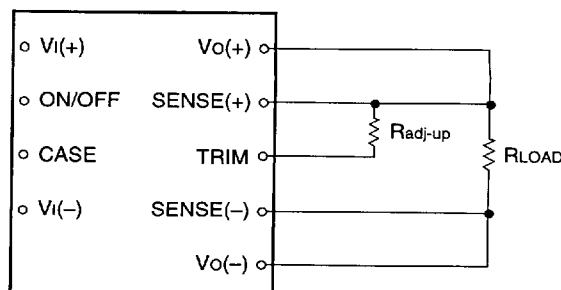 VI(+)
VO(+)
ON/OFF
SENSE(+)
Radj-up
CASE
TRIM
RLOAD
VI(–)
SENSE(–)
VO(–)